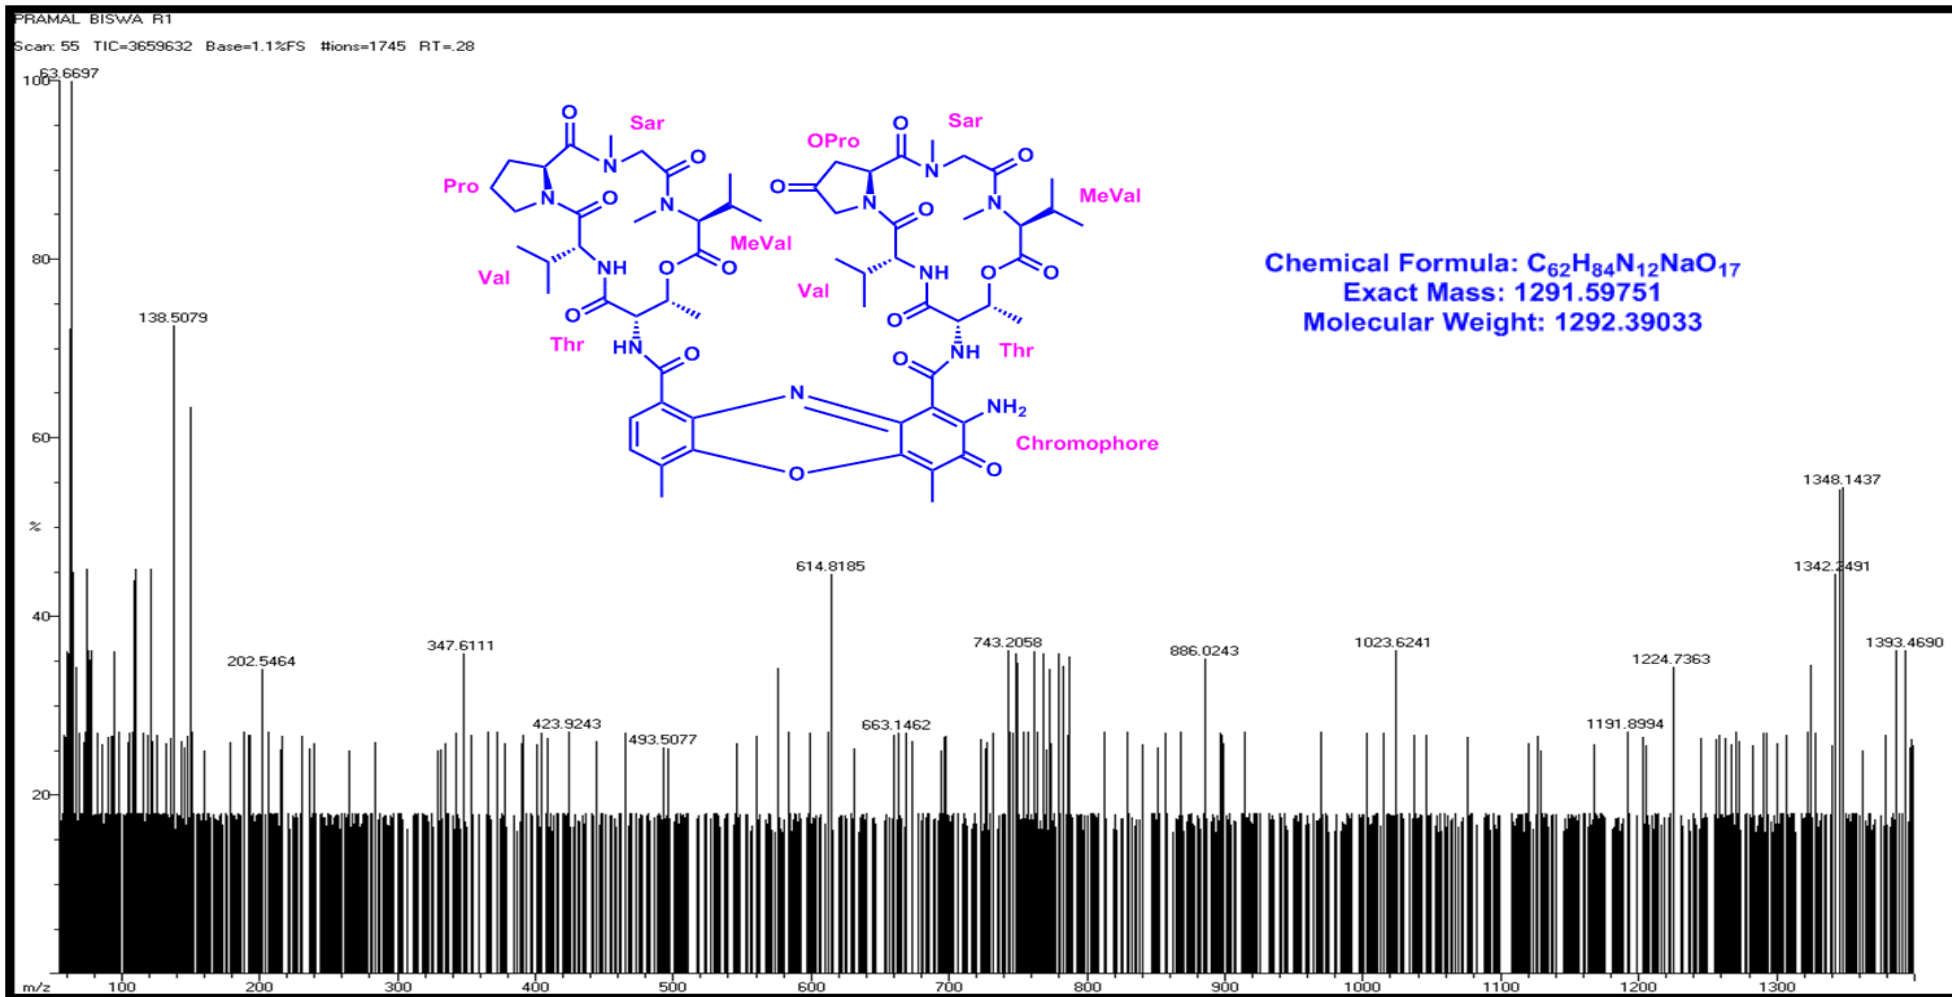 PRAMAL BISWA R1
Scan: 55 TIC=3659632 Base=1.1%FS #ions=1745 RT=.28
100
63.6697
80
60
%
40
20
138.5079
202.5464
347.6111
423.9243
493.5077
614.8185
663.1462
743.2058
886.0243
1023.6241
1191.8994
1224.7363
1342.2491
1348.1437
1393.4690
O
Sar
N
O
Pro
N
O
N
MeVal
Val
NH
O
O
O
Thr
HN
O
O
Sar
OPro
O
N
O
N
O
N
MeVal
Val
NH
O
O
O
Thr
NH
O
N
NH2
Chromophore
O
O
Chemical Formula: C62H84N12NaO17
Exact Mass: 1291.59751
Molecular Weight: 1292.39033
m/z 100 200 300 400 500 600 700 800 900 1000 1100 1200 1300